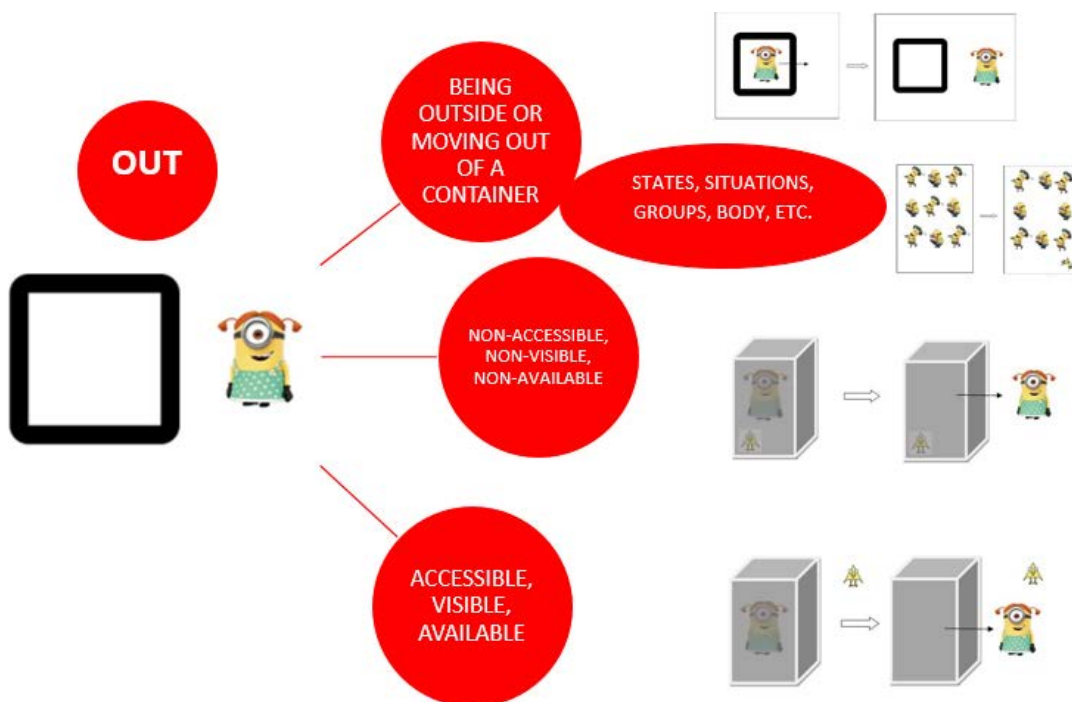 OUT
BEING
OUTSIDE OR
MOVING OUT
OF A
CONTAINER
STATES, SITUATIONS,
GROUPS, BODY, ETC.
NON-ACCESSIBLE,
NON-VISIBLE,
NON-AVAILABLE
ACCESSIBLE,
VISIBLE,
AVAILABLE